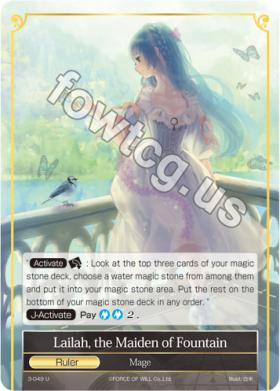 fowtcg.us
"Activate : Look at the top three cards of your magic
stone deck, choose a water magic stone from among them
and put it into your magic stone area. Put the rest on the
bottom of your magic stone deck in any order."
J-Activate Pay 2.
Lailah, the Maiden of Fountain
Ruler Mage
3-049 U ©FORCE OF WILL Co.,Ltd.